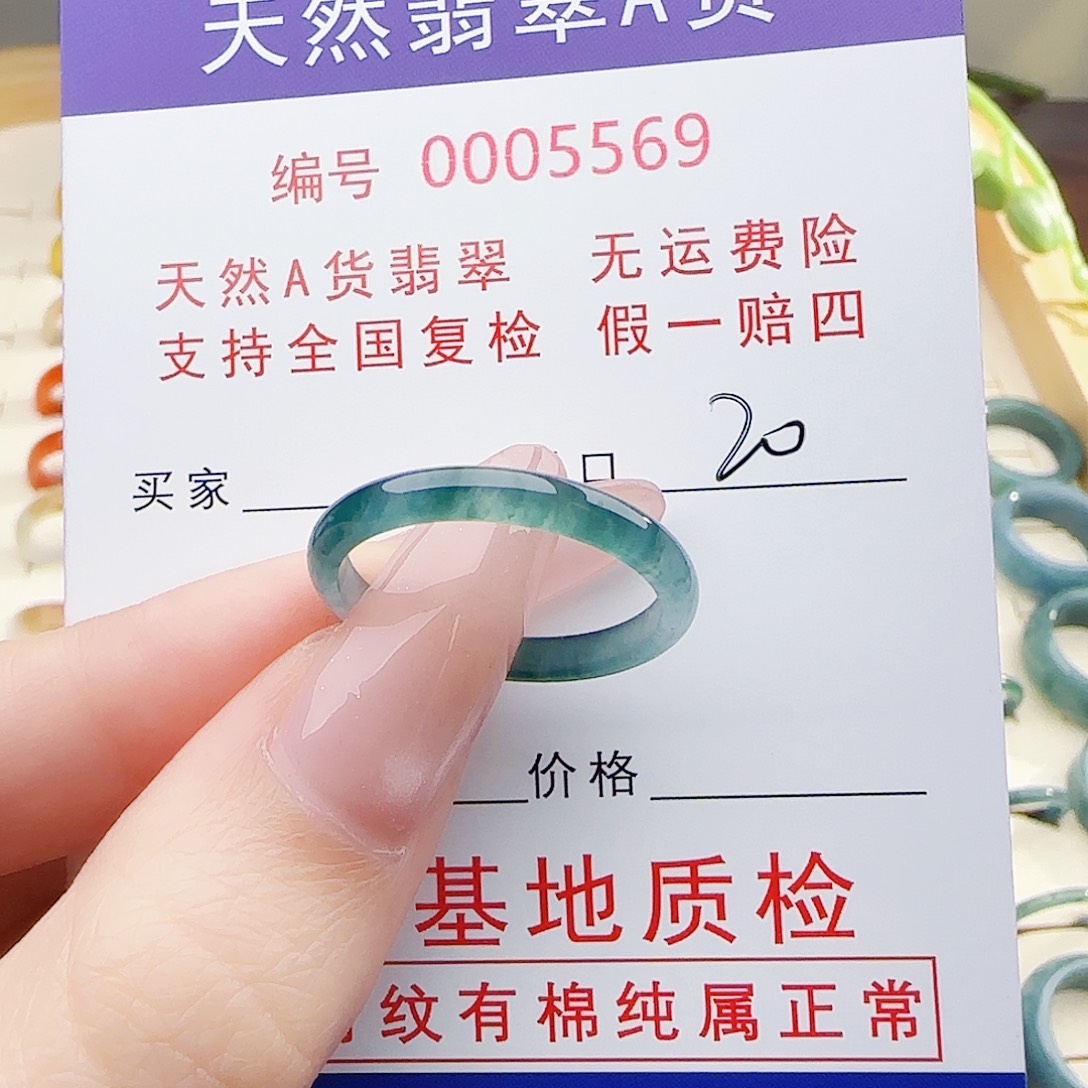 天然翡翠A货
编号 0005569
天然A货翡翠 无运费险
支持全国复检 假一赔四
买家 口 20
价格
基地质检
纹有棉纯属正常